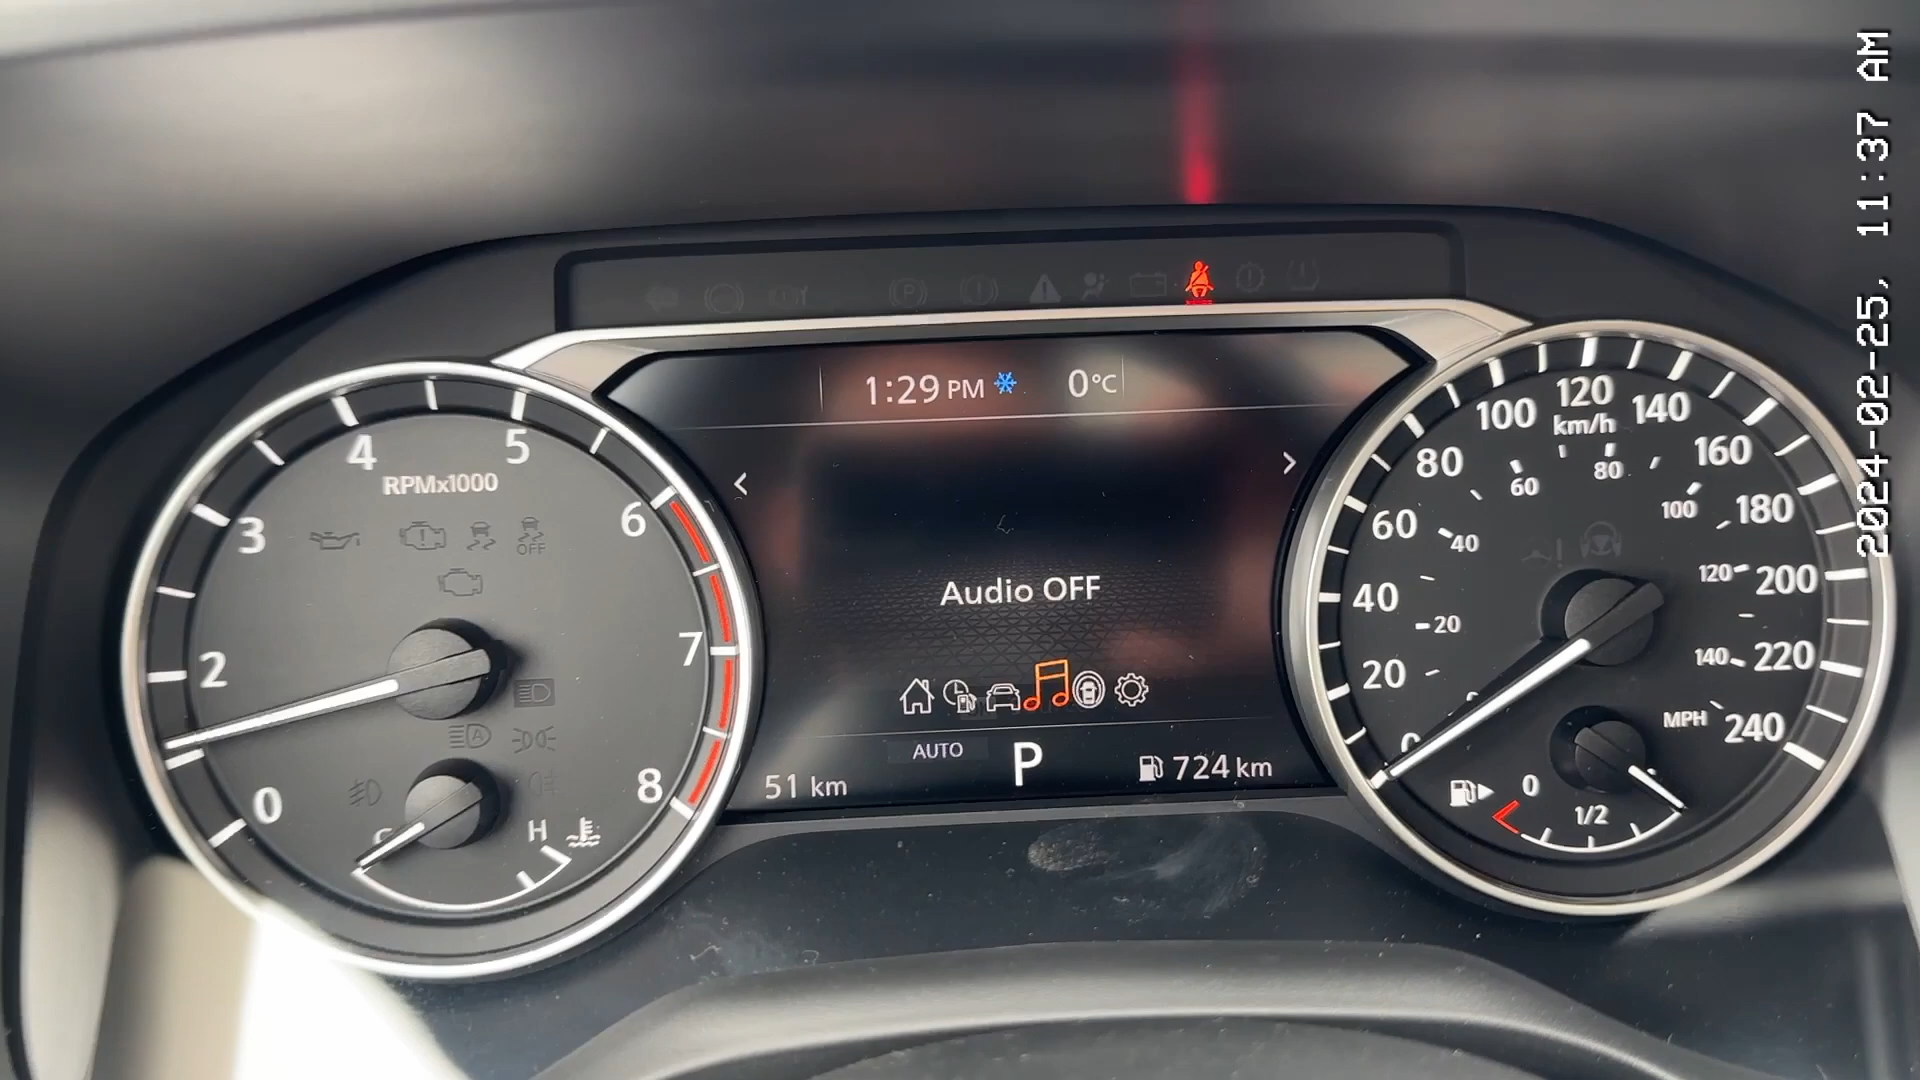 2024-02-25, 11:37 AM
1:29 PM 0°C
Audio OFF
AUTO P
51 km 724 km
RPMx1000
0 2 3 4 5 6 7 8
OFF
A
P
H
km/h
20 40 60 80 100 120 140 160 180 200 220 240
20 40 60 80 100 120 140
MPH
0 1/2